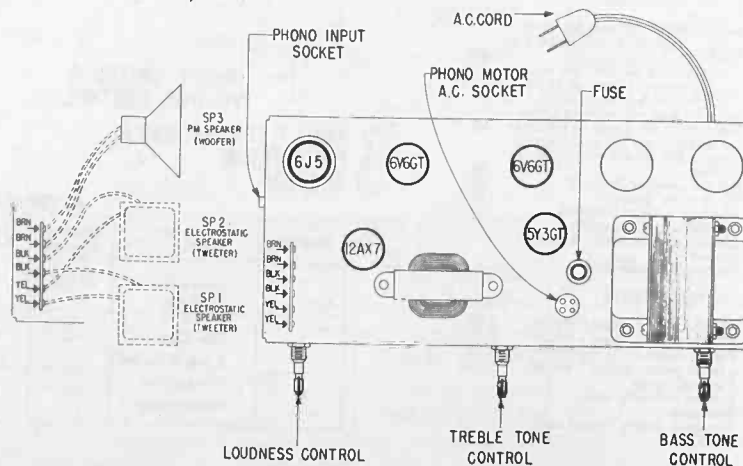 A.C. CORD
PHONO INPUT
SOCKET
PHONO MOTOR
A.C. SOCKET
FUSE
SP3
PM SPEAKER
(WOOFER)
6J5
6V6GT
6V6GT
SP2
ELECTROSTATIC
SPEAKER
(TWEETER)
5Y3GT
12AX7
BRN
BRN
BLK
BLK
YEL
YEL
BRN
BRN
BLK
BLK
YEL
YEL
SP1
ELECTROSTATIC
SPEAKER
(TWEETER)
LOUDNESS CONTROL
TREBLE TONE
CONTROL
BASS TONE
CONTROL